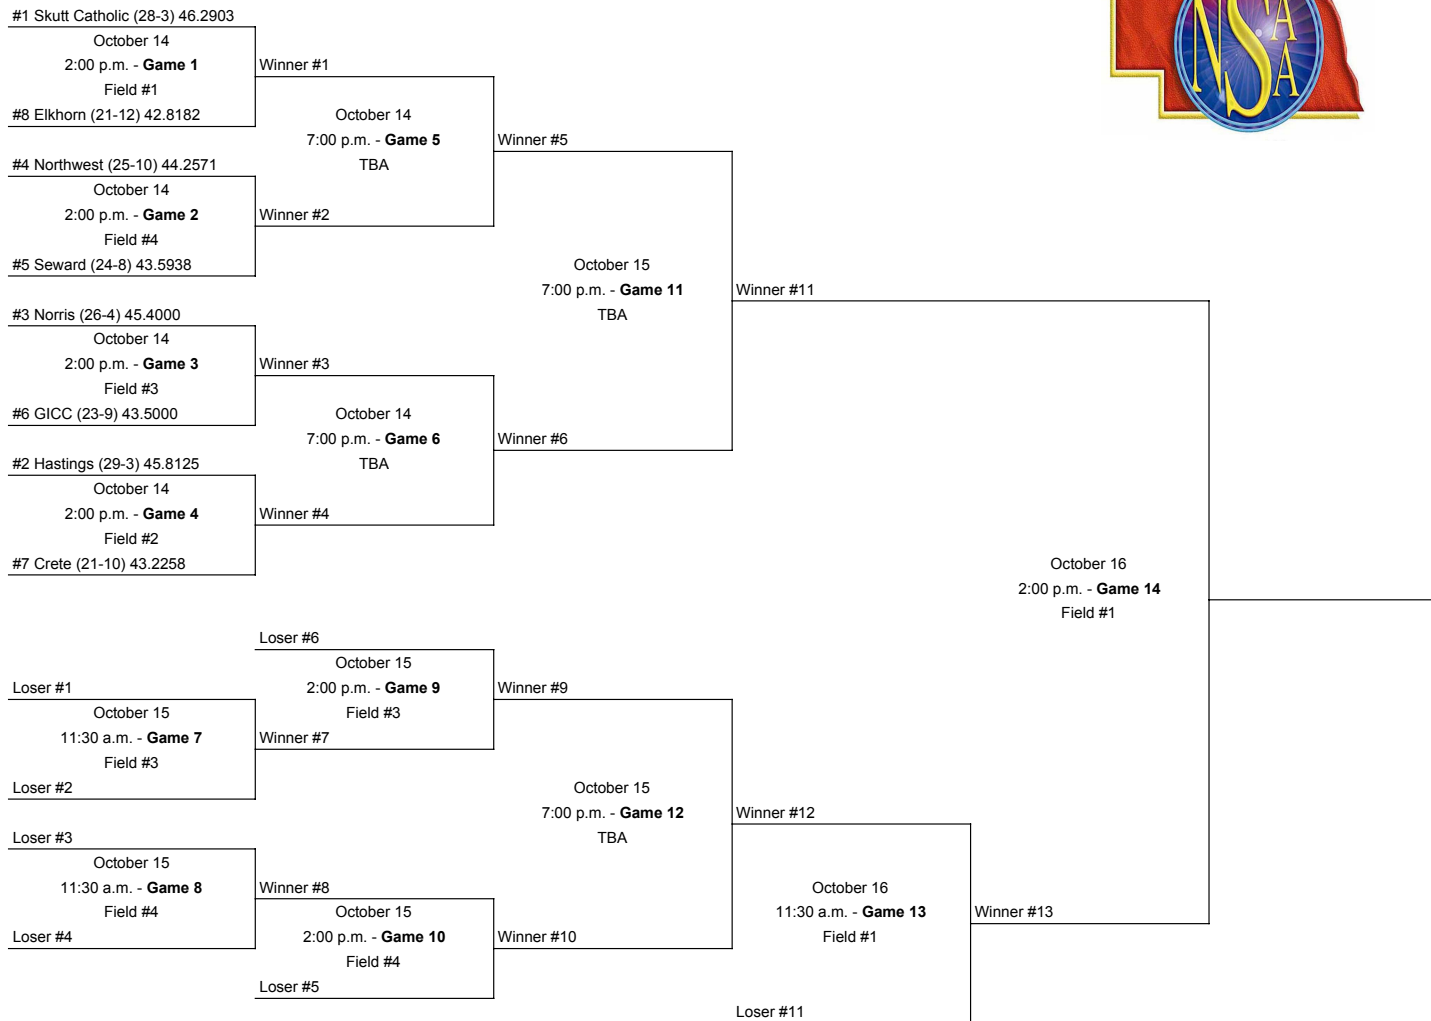 #1 Skutt Catholic (28-3) 46.2903
October 14
2:00 p.m. - Game 1
Field #1
#8 Elkhorn (21-12) 42.8182
Winner #1
October 14
7:00 p.m. - Game 5
TBA
Winner #2
#4 Northwest (25-10) 44.2571
October 14
2:00 p.m. - Game 2
Field #4
#5 Seward (24-8) 43.5938
Winner #5
October 15
7:00 p.m. - Game 11
TBA
Winner #6
#3 Norris (26-4) 45.4000
October 14
2:00 p.m. - Game 3
Field #3
#6 GICC (23-9) 43.5000
Winner #3
October 14
7:00 p.m. - Game 6
TBA
Winner #4
#2 Hastings (29-3) 45.8125
October 14
2:00 p.m. - Game 4
Field #2
#7 Crete (21-10) 43.2258
Winner #11
October 16
2:00 p.m. - Game 14
Field #1
Loser #6
October 15
2:00 p.m. - Game 9
Field #3
Winner #7
Loser #1
October 15
11:30 a.m. - Game 7
Field #3
Loser #2
Winner #9
October 15
7:00 p.m. - Game 12
TBA
Winner #10
Loser #3
October 15
11:30 a.m. - Game 8
Field #4
Loser #4
Winner #8
October 15
2:00 p.m. - Game 10
Field #4
Loser #5
Winner #12
October 16
11:30 a.m. - Game 13
Field #1
Loser #11
Winner #13
NSAA